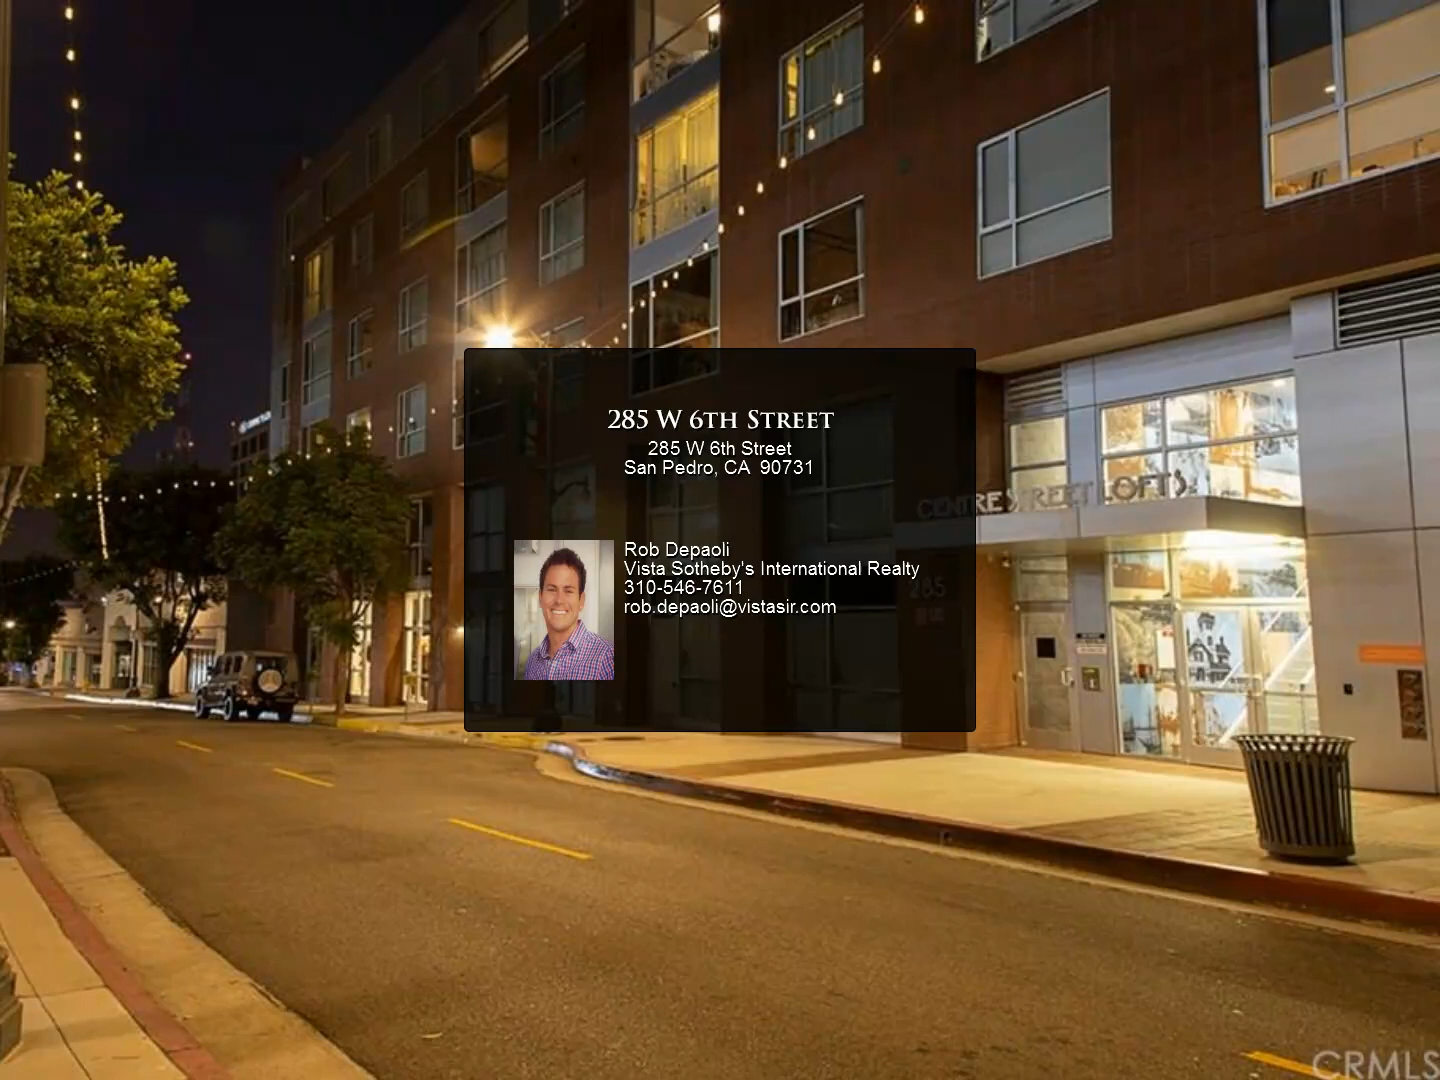 285 W 6th Street
285 W 6th Street
San Pedro, CA  90731
CENTRE STREET LOFTS
Rob Depaoli
Vista Sotheby's International Realty
310-546-7611
rob.depaoli@vistasir.com
285
CRMLS